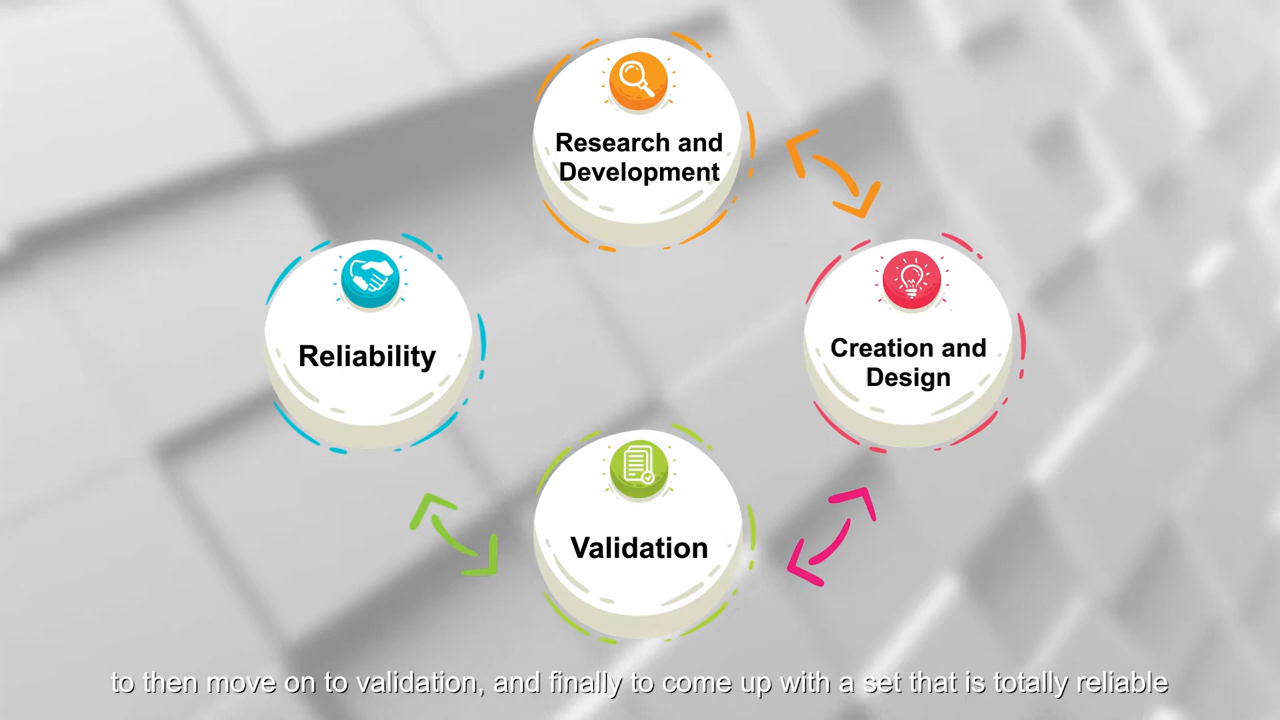 Research and
Development
Reliability
Creation and
Design
Validation
to then move on to validation, and finally to come up with a set that is totally reliable